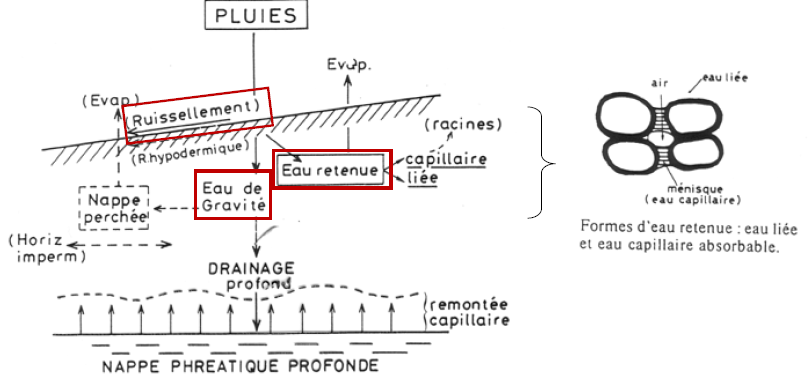 PLUIES
Evap.
(Evap)
(Ruissellement)
(R.hypodermique)
(racines)
Eau retenue
capillaire
liée
Eau de
Gravité
Nappe
perchée
(Horiz
imperm)
DRAINAGE
profond
remontée
capillaire
NAPPE PHREATIQUE PROFONDE
air
eau liée
ménisque
(eau capillaire)
Formes d'eau retenue : eau liée
et eau capillaire absorbable.